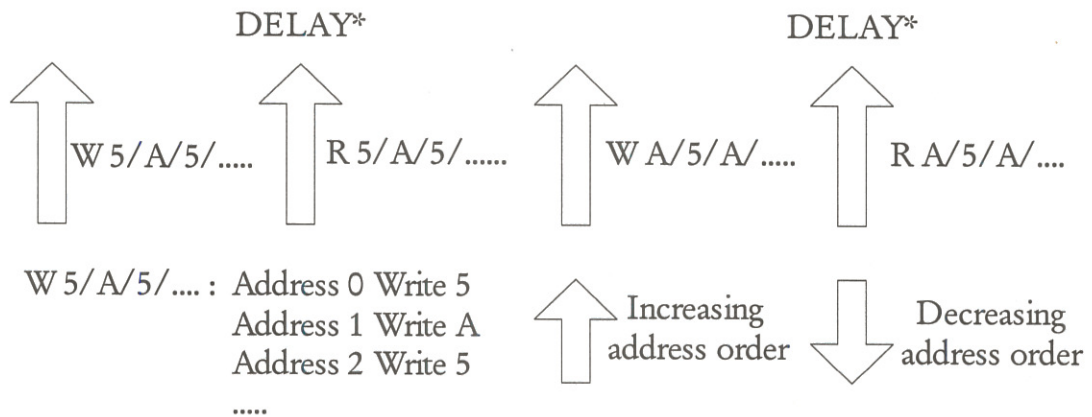 DELAY*
DELAY*
W 5/A/5/.....
R 5/A/5/......
W A/5/A/.....
R A/5/A/....
W 5/A/5/.... : Address 0 Write 5
Address 1 Write A
Address 2 Write 5
.....
Increasing
address order
Decreasing
address order